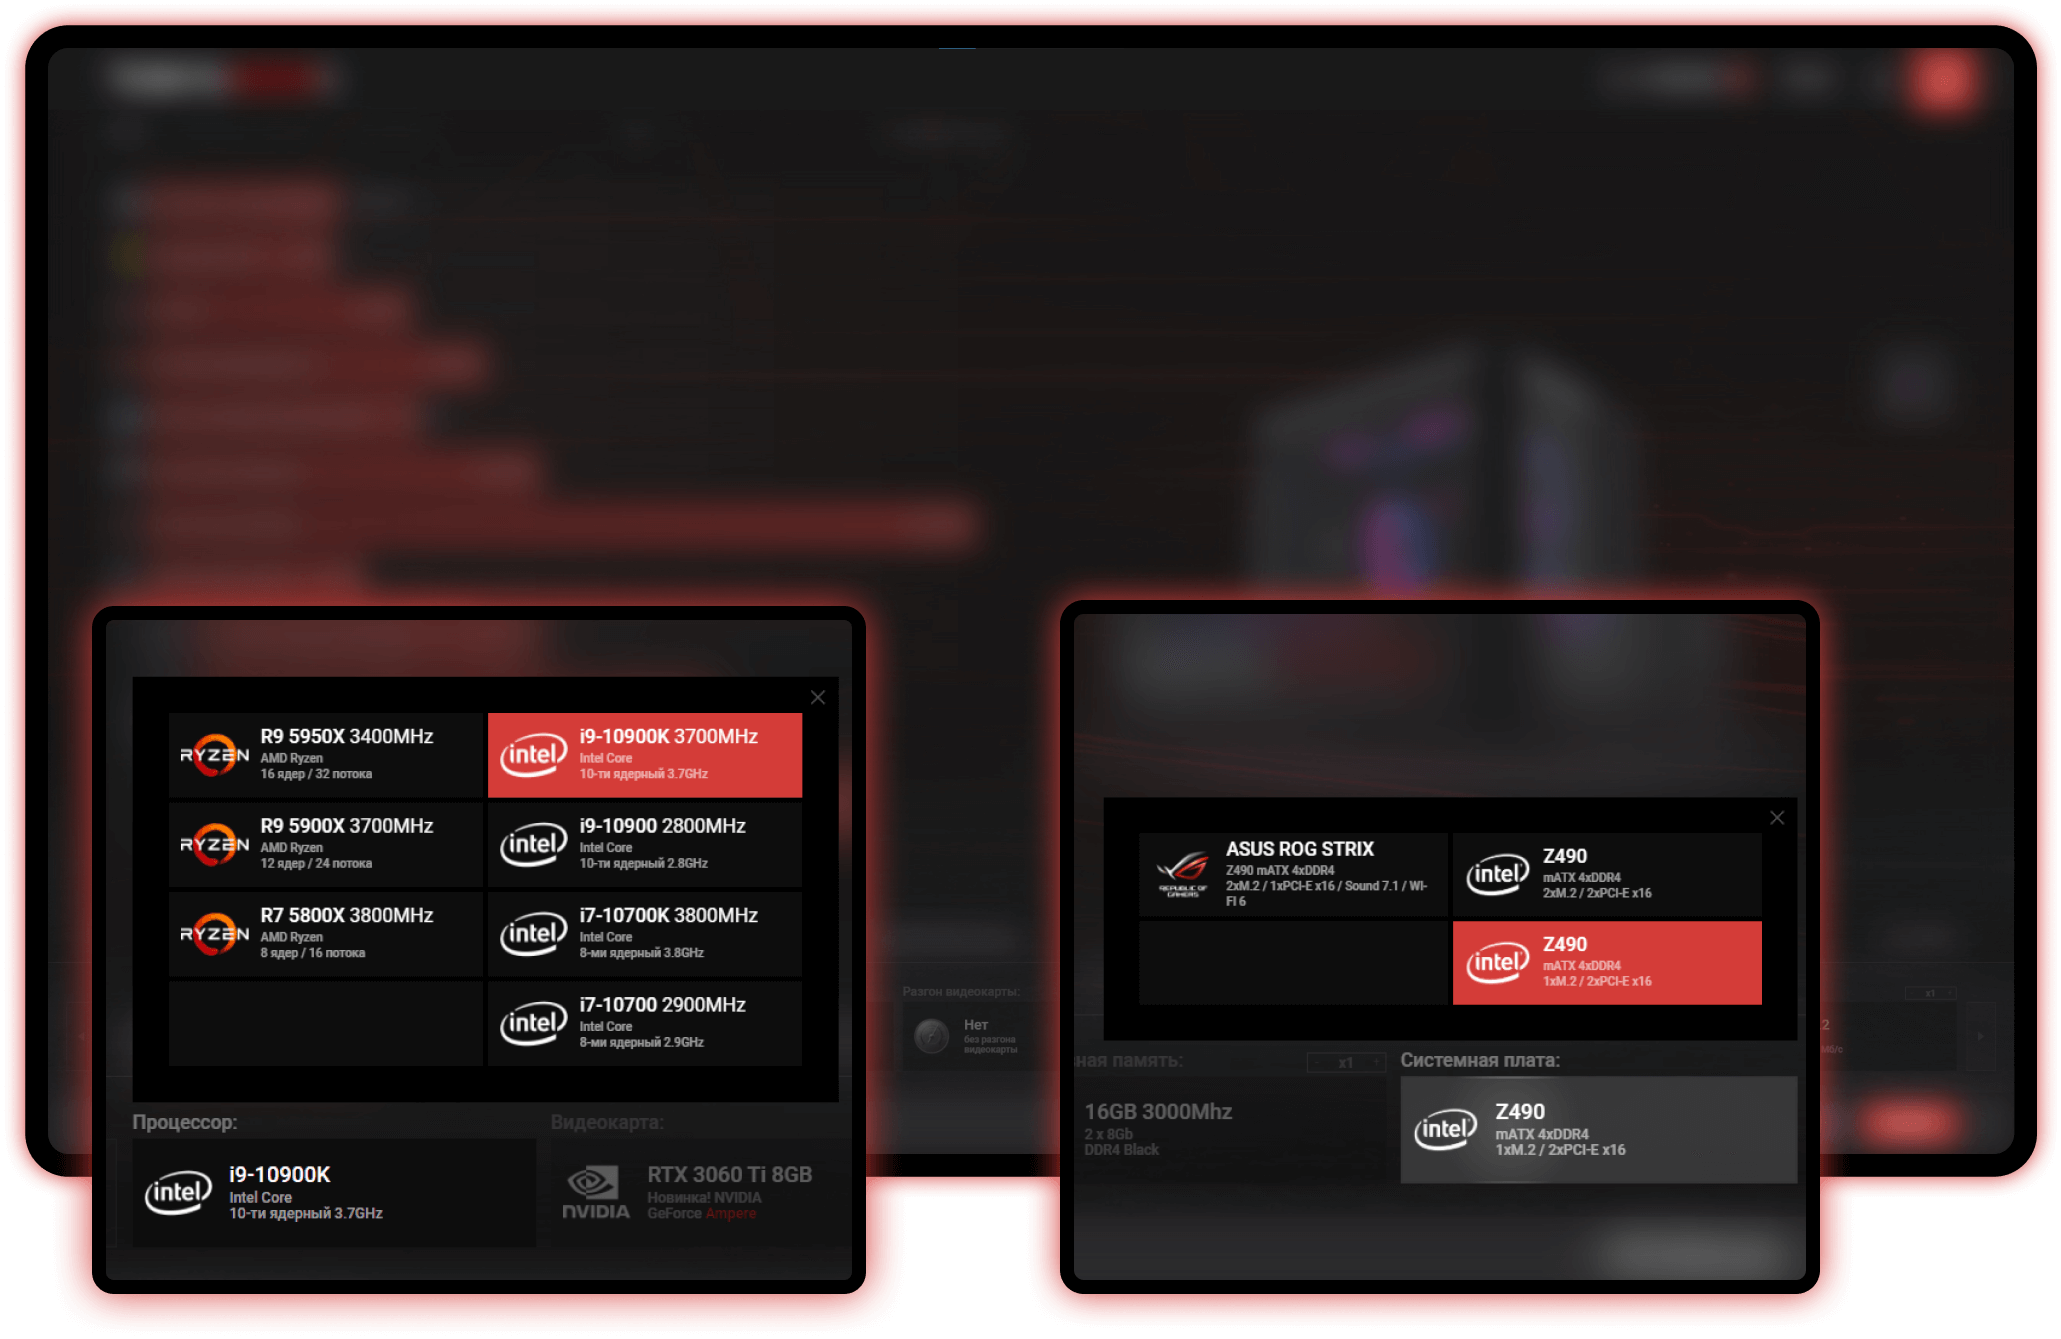 RYZEN
R9 5950X 3400MHz
AMD Ryzen
16 ядер / 32 потока
intel
i9-10900K 3700MHz
Intel Core
10-ти ядерный 3.7GHz
RYZEN
R9 5900X 3700MHz
AMD Ryzen
12 ядер / 24 потока
intel
i9-10900 2800MHz
Intel Core
10-ти ядерный 2.8GHz
RYZEN
R7 5800X 3800MHz
AMD Ryzen
8 ядер / 16 потока
intel
i7-10700K 3800MHz
Intel Core
8-ми ядерный 3.8GHz
intel
i7-10700 2900MHz
Intel Core
8-ми ядерный 2.9GHz
Процессор:
intel
i9-10900K
Intel Core
10-ти ядерный 3.7GHz
Видеокарта:
NVIDIA
RTX 3060 Ti 8GB
Новинка! NVIDIA
GeForce Ampere
Разгон видеокарты:
Нет
без разгона
видеокарты
REPUBLIC OF
GAMERS
ASUS ROG STRIX
Z490 mATX 4xDDR4
2xM.2 / 1xPCI-E x16 / Sound 7.1 / WI-
FI 6
intel
Z490
mATX 4xDDR4
2xM.2 / 2xPCI-E x16
intel
Z490
mATX 4xDDR4
1xM.2 / 2xPCI-E x16
ная память:
- x1 +
16GB 3000Mhz
2 x 8Gb
DDR4 Black
Системная плата:
intel
Z490
mATX 4xDDR4
1xM.2 / 2xPCI-E x16
x1
2
Мб/с